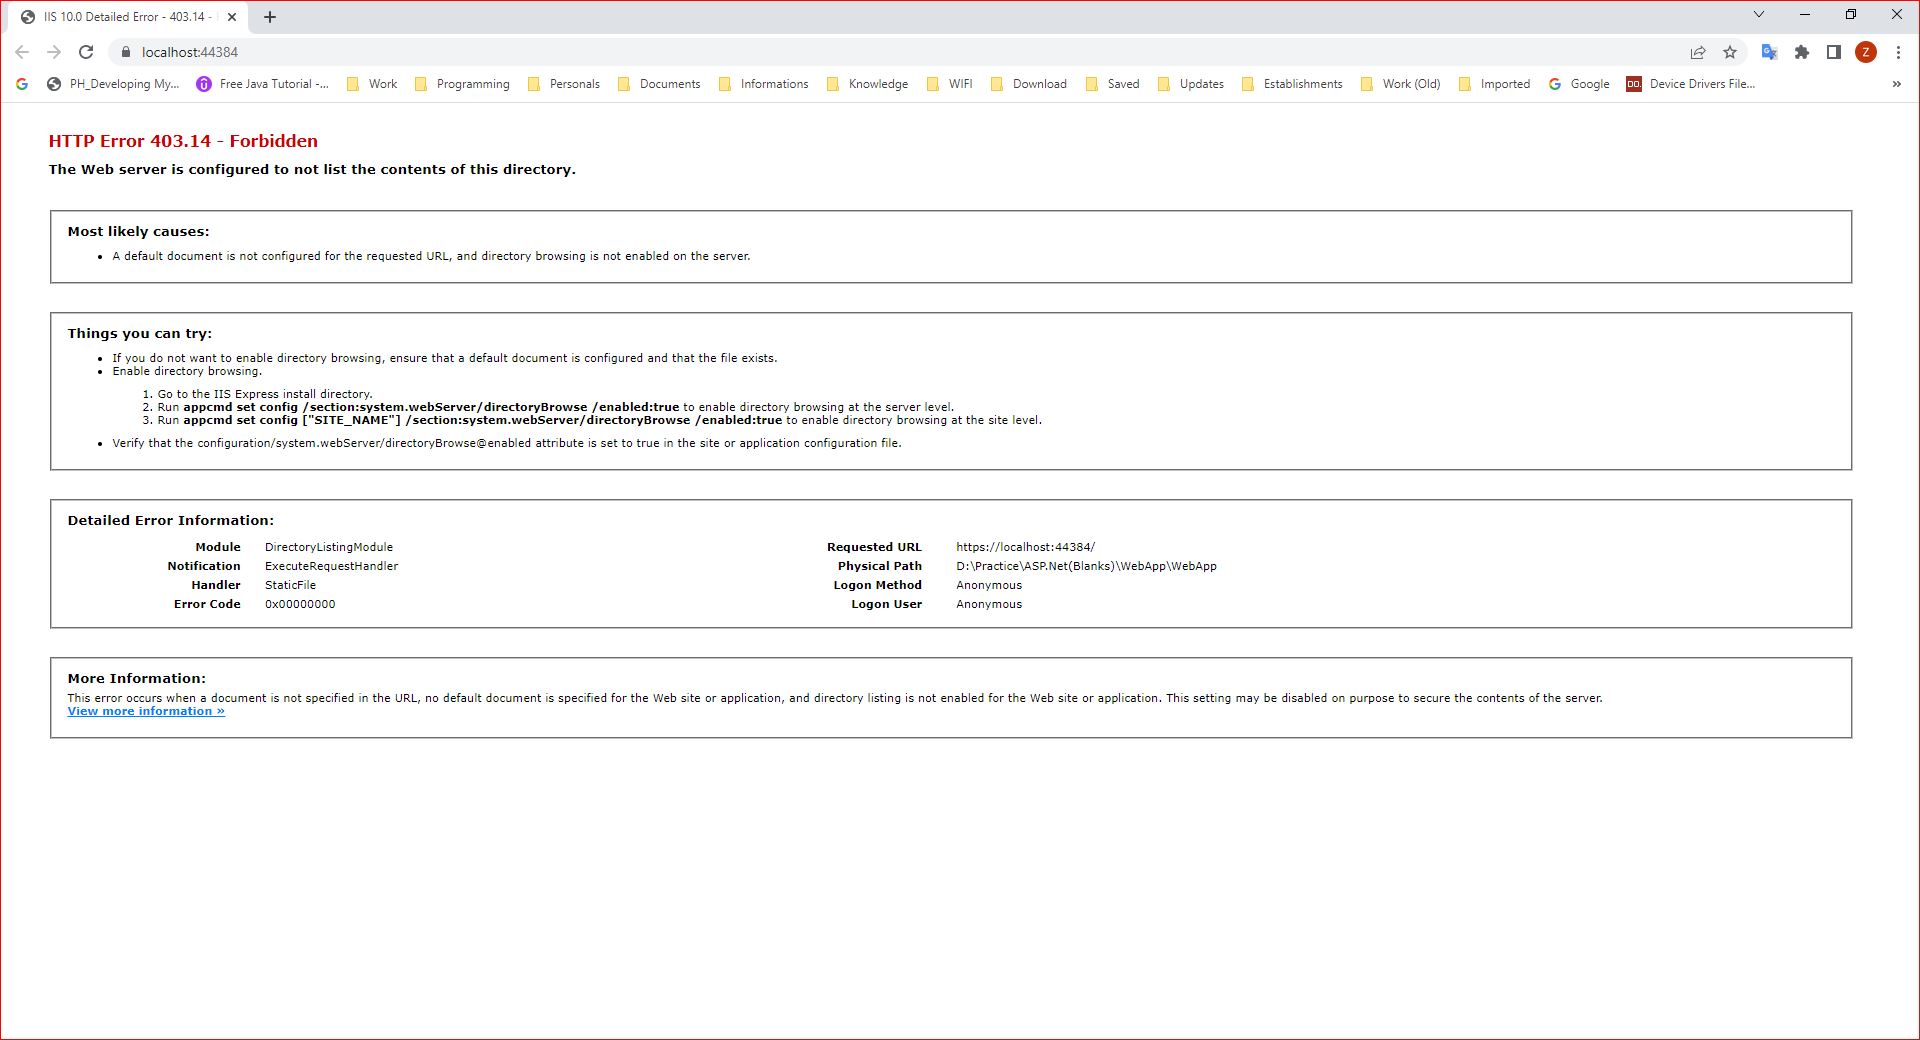 IIS 10.0 Detailed Error - 403.14 -
localhost:44384
Z
PH_Developing My... Free Java Tutorial -... Work Programming Personals Documents Informations Knowledge WIFI Download Saved Updates Establishments Work (Old) Imported Google DO. Device Drivers File... »
HTTP Error 403.14 - Forbidden
The Web server is configured to not list the contents of this directory.
Most likely causes:
• A default document is not configured for the requested URL, and directory browsing is not enabled on the server.
Things you can try:
• If you do not want to enable directory browsing, ensure that a default document is configured and that the file exists.
• Enable directory browsing.
1. Go to the IIS Express install directory.
2. Run appcmd set config /section:system.webServer/directoryBrowse /enabled:true to enable directory browsing at the server level.
3. Run appcmd set config ["SITE_NAME"] /section:system.webServer/directoryBrowse /enabled:true to enable directory browsing at the site level.
• Verify that the configuration/system.webServer/directoryBrowse@enabled attribute is set to true in the site or application configuration file.
Detailed Error Information:
Module DirectoryListingModule Requested URL https://localhost:44384/
Notification ExecuteRequestHandler Physical Path D:\Practice\ASP.Net(Blanks)\WebApp\WebApp
Handler StaticFile Logon Method Anonymous
Error Code 0x00000000 Logon User Anonymous
More Information:
This error occurs when a document is not specified in the URL, no default document is specified for the Web site or application, and directory listing is not enabled for the Web site or application. This setting may be disabled on purpose to secure the contents of the server.
View more information »